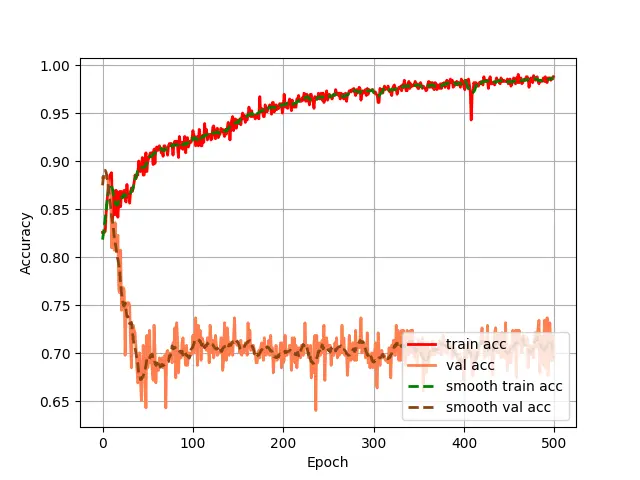 1.00
0.95
0.90
0.85
0.80
0.75
0.70
0.65
Accuracy
train acc
val acc
smooth train acc
smooth val acc
0 100 200 300 400 500
Epoch